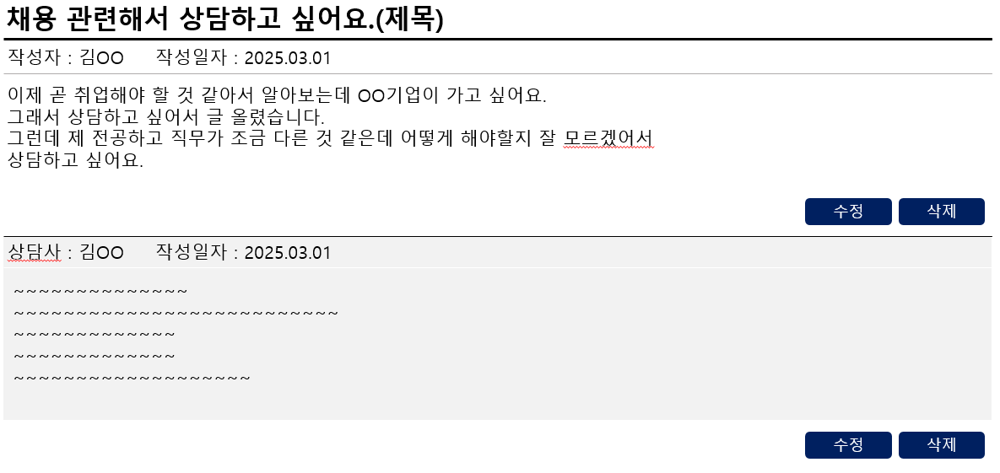 채용 관련해서 상담하고 싶어요.(제목)
작성자 : 김OO 작성일자 : 2025.03.01
이제 곧 취업해야 할 것 같아서 알아보는데 OO기업이 가고 싶어요.
그래서 상담하고 싶어서 글 올렸습니다.
그런데 제 전공하고 직무가 조금 다른 것 같은데 어떻게 해야할지 잘 모르겠어서
상담하고 싶어요.
수정 삭제
상담사 : 김OO 작성일자 : 2025.03.01
~~~~~~~~~~~~~~
~~~~~~~~~~~~~~~~~~~~~~~~~~
~~~~~~~~~~~~~
~~~~~~~~~~~~~
~~~~~~~~~~~~~~~~~~~
수정 삭제